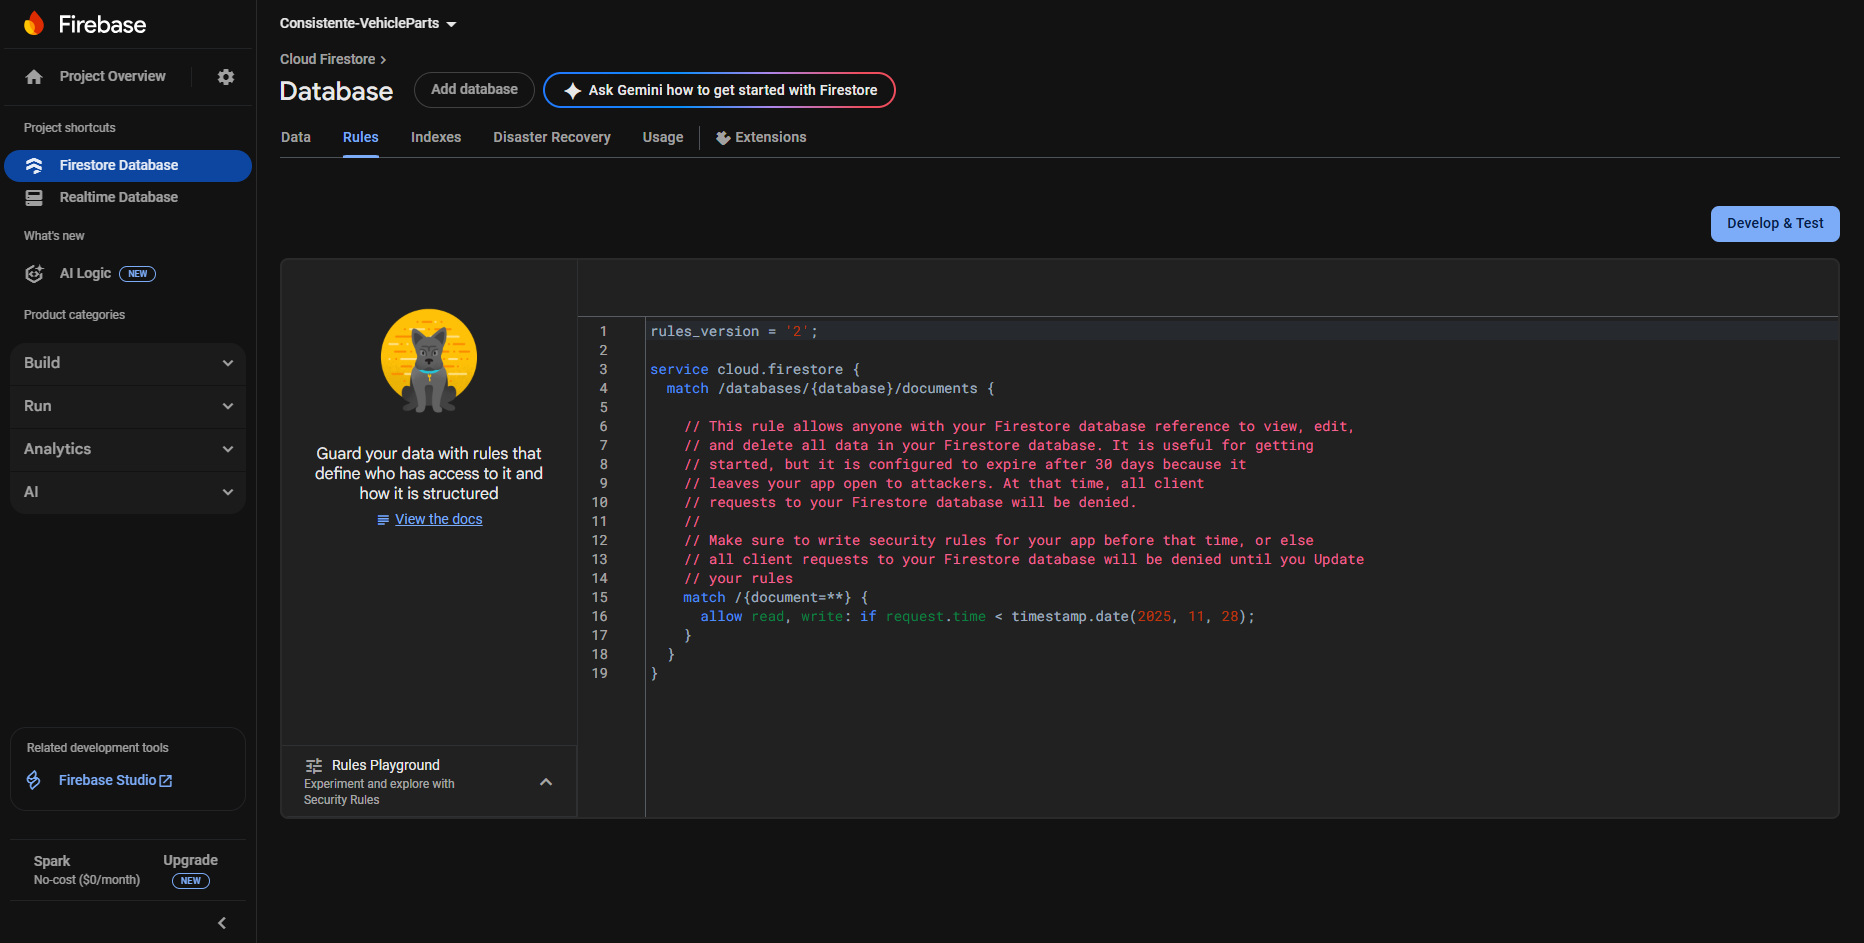 Firebase
Project Overview
Project shortcuts
Firestore Database
Realtime Database
What's new
AI Logic NEW
Product categories
Build
Run
Analytics
AI
Related development tools
Firebase Studio
Spark
No-cost ($0/month)
Upgrade
NEW
Consistente-VehicleParts
Cloud Firestore
Database
Add database
Ask Gemini how to get started with Firestore
Data Rules Indexes Disaster Recovery Usage Extensions
Develop & Test
Guard your data with rules that
define who has access to it and
how it is structured
View the docs
Rules Playground
Experiment and explore with
Security Rules
1 rules_version = '2';
2
3 service cloud.firestore {
4 match /databases/{database}/documents {
5
6 // This rule allows anyone with your Firestore database reference to view, edit,
7 // and delete all data in your Firestore database. It is useful for getting
8 // started, but it is configured to expire after 30 days because it
9 // leaves your app open to attackers. At that time, all client
10 // requests to your Firestore database will be denied.
11 //
12 // Make sure to write security rules for your app before that time, or else
13 // all client requests to your Firestore database will be denied until you Update
14 // your rules
15 match /{document=**} {
16 allow read, write: if request.time < timestamp.date(2025, 11, 28);
17 }
18 }
19 }